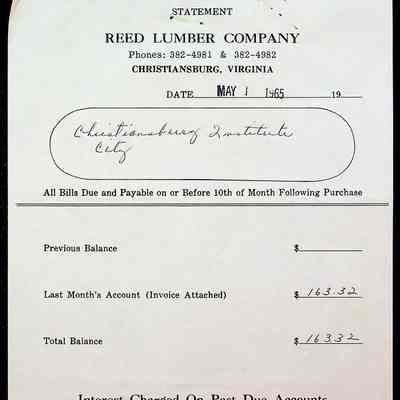 STATEMENT
REED LUMBER COMPANY
Phones: 382-4981 & 382-4982
CHRISTIANSBURG, VIRGINIA
DATE MAY 1 1965 19
Christiansburg Institute
City
All Bills Due and Payable on or Before 10th of Month Following Purchase
Previous Balance $
Last Month's Account (Invoice Attached) $ 163.32
Total Balance $ 163.32
Interest Charged On Past Due Accounts